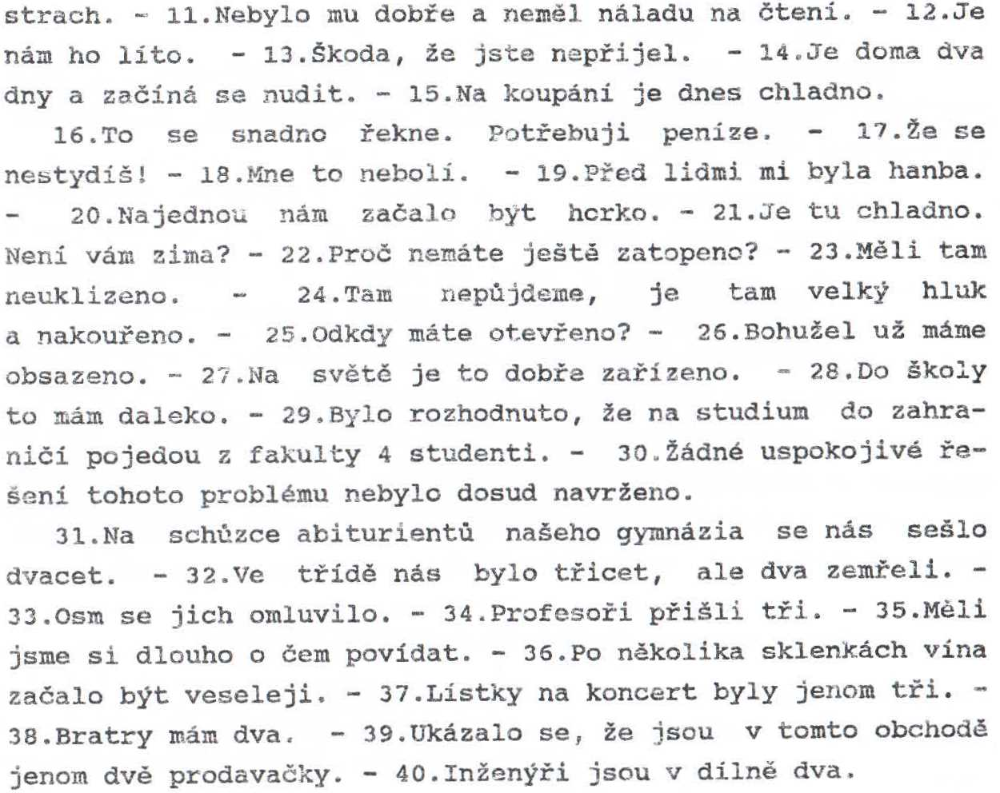 strach. - 11.Nebylo mu dobře a neměl náladu na čtení. - 12.Je
nám ho líto. - 13.Škoda, že jste nepřijel. - 14.Je doma dva
dny a začíná se nudit. - 15.Na koupání je dnes chladno.
16.To se snadno řekne. Potřebuji peníze. - 17.Že se
nestydíš! - 18.Mne to nebolí. - 19.Před lidmi mi byla hanba.
- 20.Najednou nám začalo být horko. - 21.Je tu chladno.
Není vám zima? - 22.Proč nemáte ještě zatopeno? - 23.Měli tam
neuklizeno. - 24.Tam nepůjdeme, je tam velký hluk
a nakouřeno. - 25.Odkdy máte otevřeno? - 26.Bohužel už máme
obsazeno. - 27.Na světě je to dobře zařízeno. - 28.Do školy
to mám daleko. - 29.Bylo rozhodnuto, že na studium do zahra-
ničí pojedou z fakulty 4 studenti. - 30.Žádné uspokojivé ře-
šení tohoto problému nebylo dosud navrženo.
31.Na schůzce abiturientů našeho gymnázia se nás sešlo
dvacet. - 32.Ve třídě nás bylo třicet, ale dva zemřeli. -
33.Osm se jich omluvilo. - 34.Profesoři přišli tři. - 35.Měli
jsme si dlouho o čem povídat. - 36.Po několika sklenkách vína
začalo být veseleji. - 37.Lístky na koncert byly jenom tři. -
38.Bratry mám dva. - 39.Ukázalo se, že jsou v tomto obchodě
jenom dvě prodavačky. - 40.Inženýři jsou v dílně dva.